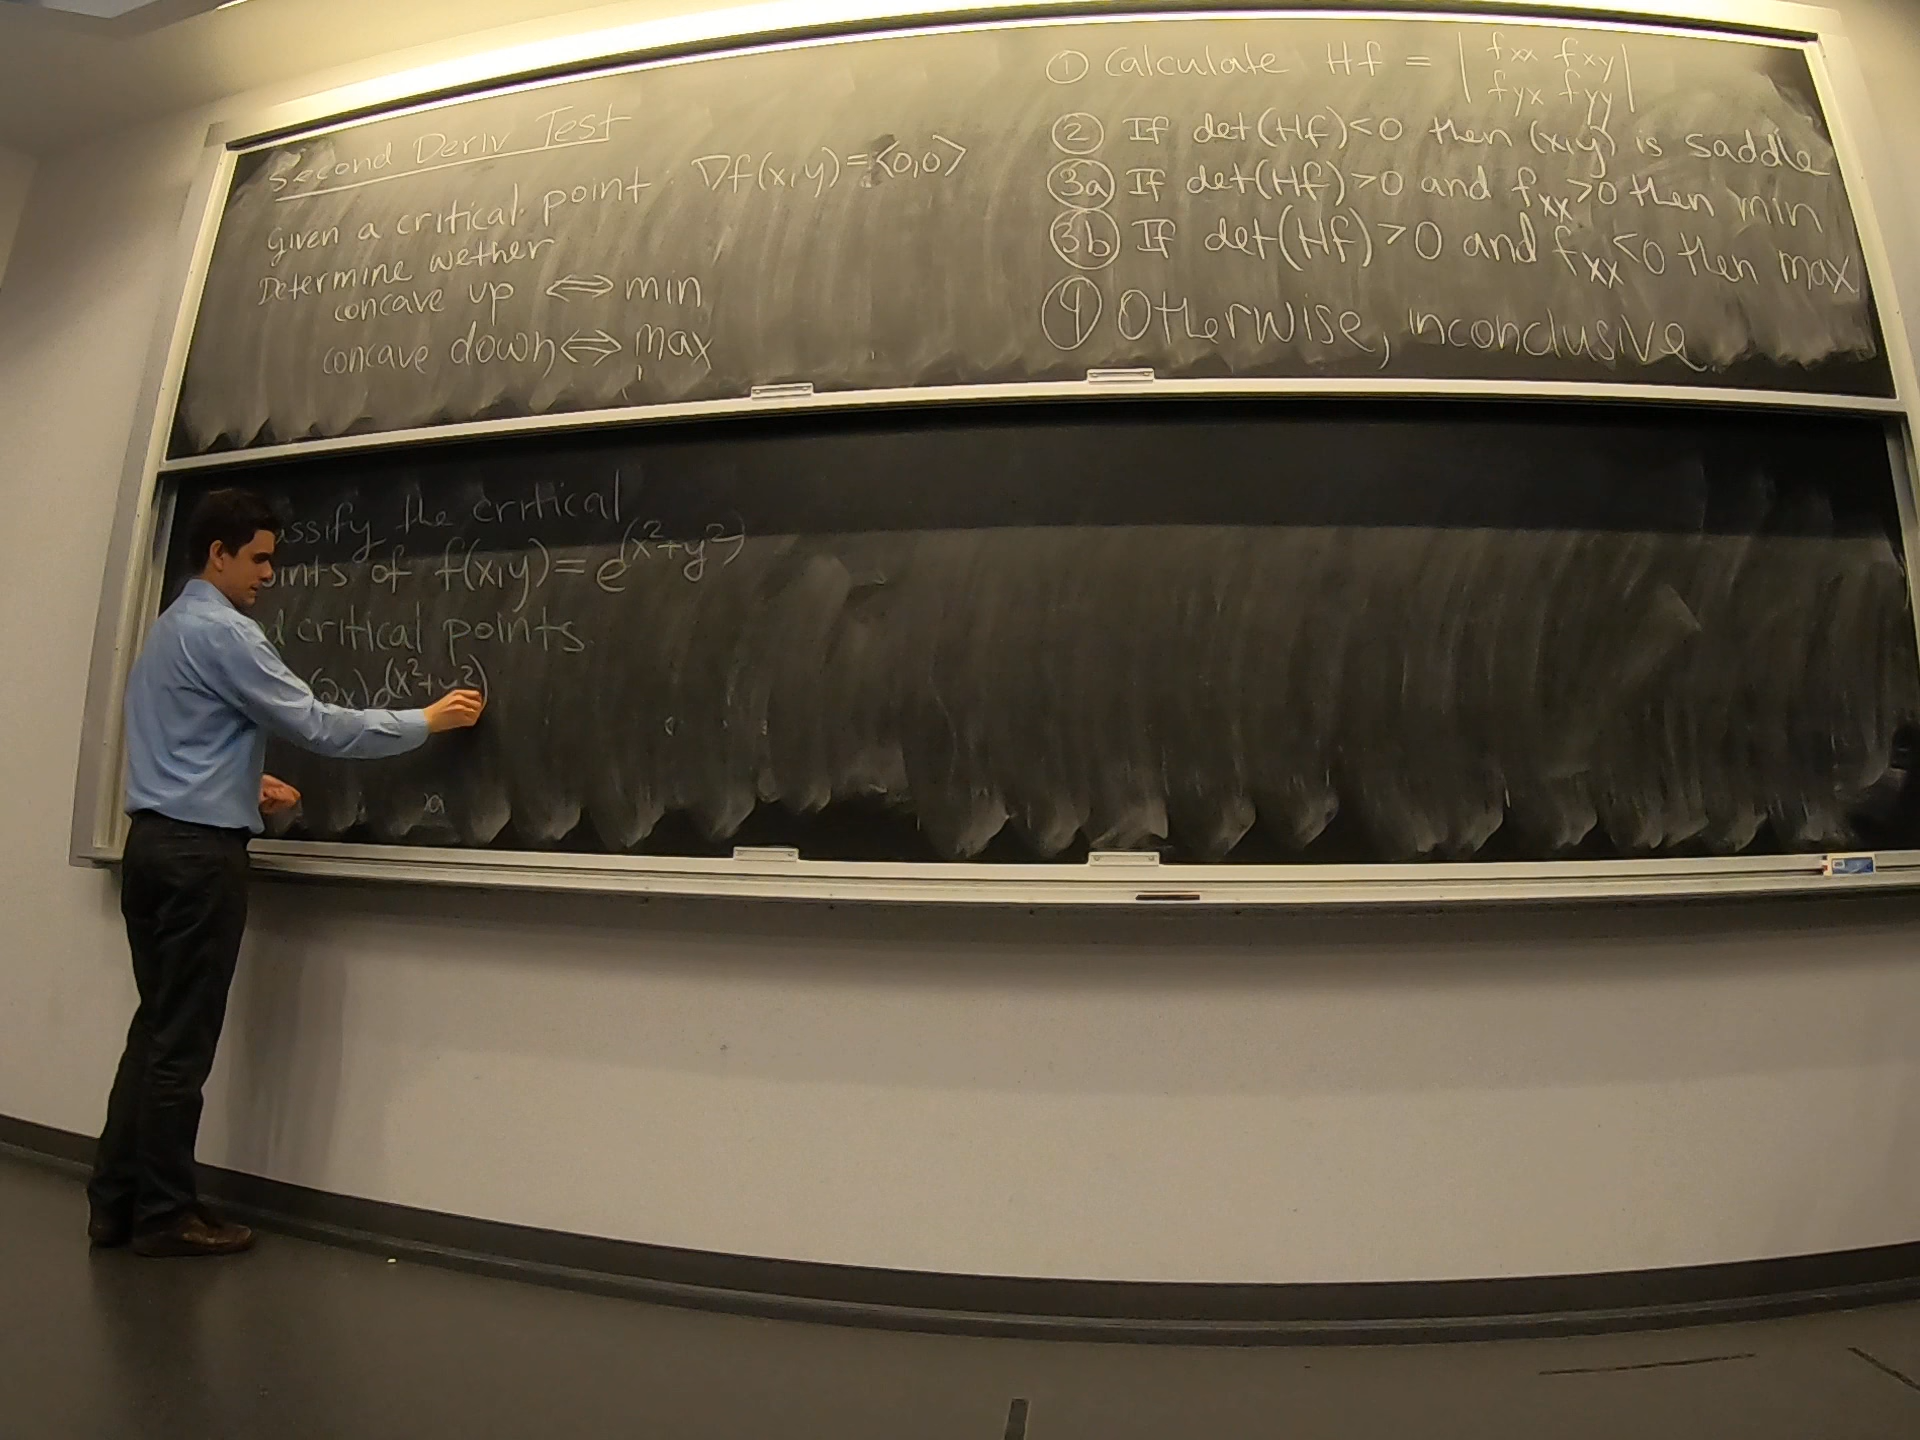 Second Deriv Test
Given a critical point: ∇f(x,y)=<0,0>
Determine wether
concave up ⇔ min
concave down ⇔ max
① Calculate Hf = | fxx fxy |
| fyx fyy |
② If det(Hf)<0 then (x,y) is saddle
③a If det(Hf)>0 and fxx>0 then min
③b If det(Hf)>0 and fxx<0 then max
④ Otherwise, inconclusive
assify the critical
oints of f(x,y)=e^(x²+y²)
d critical points.
(2x)e^(x²+y²)